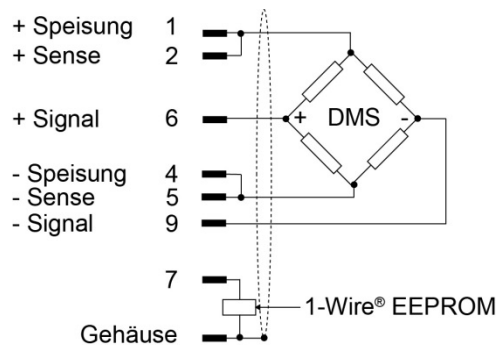 + Speisung 1
+ Sense 2
+ Signal 6
+ DMS -
- Speisung 4
- Sense 5
- Signal 9
7
1-Wire® EEPROM
Gehäuse